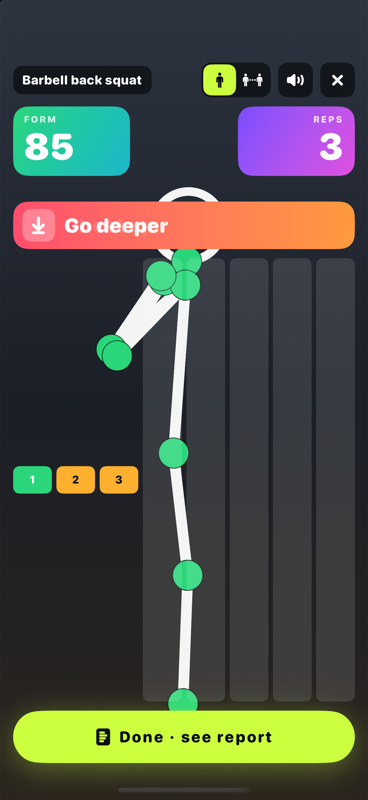 Barbell back squat
FORM
85
REPS
3
Go deeper
1 2 3
Done · see report